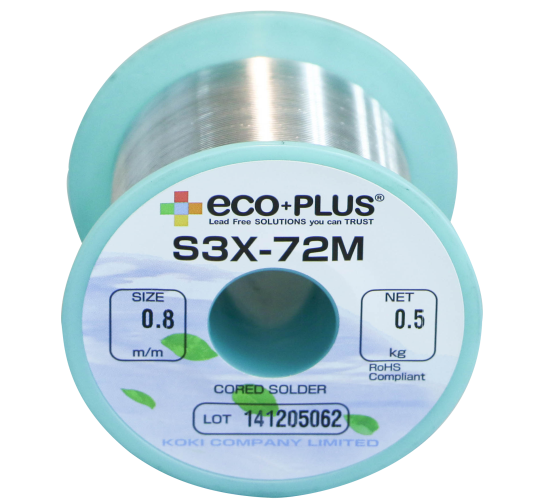 eco+PLUS®
Lead Free SOLUTIONS you can TRUST
S3X-72M
SIZE
0.8
m/m
NET
0.5
kg
RoHS
Compliant
CORED SOLDER
LOT 141205062
KOKI COMPANY LIMITED